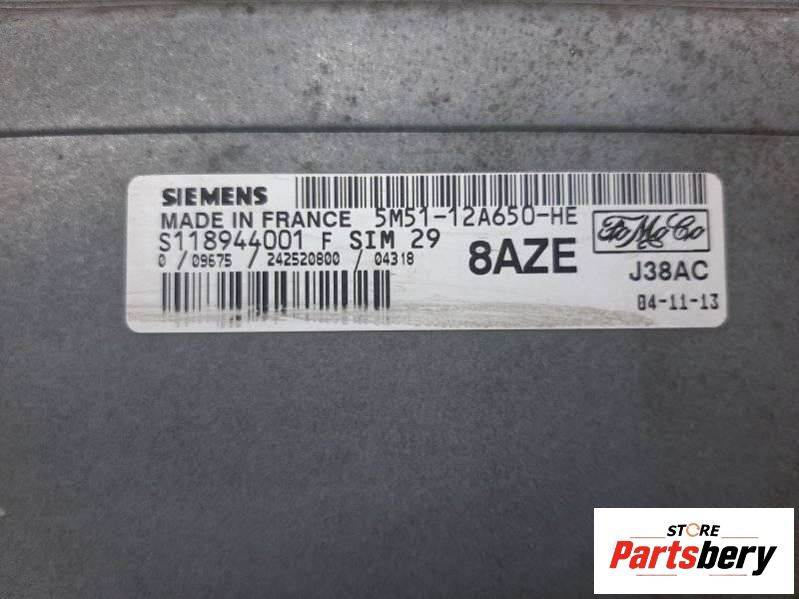 SIEMENS
MADE IN FRANCE 5M51-12A650-HE
S118944001 F SIM 29
0 / 09675 / 242520800 / 04318
8AZE
FoMoCo
J38AC
04-11-13
STORE
Partsbery